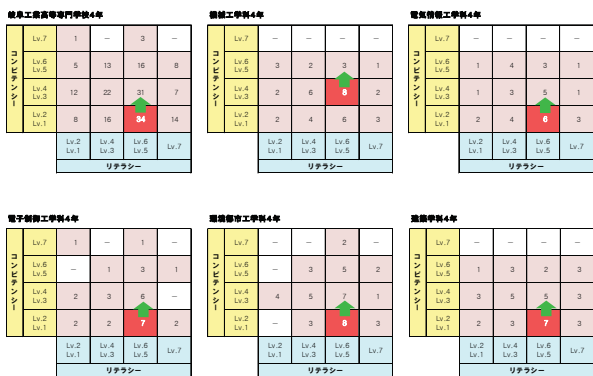 岐阜工業高等専門学校4年
コンピテンシー
Lv.7 1 － 3 －
Lv.6 Lv.5 5 13 16 8
Lv.4 Lv.3 12 22 31 7
Lv.2 Lv.1 8 16 34 14
Lv.2 Lv.1 Lv.4 Lv.3 Lv.6 Lv.5 Lv.7
リテラシー
機械工学科4年
コンピテンシー
Lv.7 － － － －
Lv.6 Lv.5 3 2 3 1
Lv.4 Lv.3 2 6 8 2
Lv.2 Lv.1 2 4 6 3
Lv.2 Lv.1 Lv.4 Lv.3 Lv.6 Lv.5 Lv.7
リテラシー
電気情報工学科4年
コンピテンシー
Lv.7 － － － －
Lv.6 Lv.5 1 4 3 1
Lv.4 Lv.3 1 3 5 1
Lv.2 Lv.1 2 4 6 3
Lv.2 Lv.1 Lv.4 Lv.3 Lv.6 Lv.5 Lv.7
リテラシー
電子制御工学科4年
コンピテンシー
Lv.7 1 － 1 －
Lv.6 Lv.5 － 1 3 1
Lv.4 Lv.3 2 3 6 －
Lv.2 Lv.1 2 2 7 2
Lv.2 Lv.1 Lv.4 Lv.3 Lv.6 Lv.5 Lv.7
リテラシー
環境都市工学科4年
コンピテンシー
Lv.7 － － 2 －
Lv.6 Lv.5 － 3 5 2
Lv.4 Lv.3 4 5 7 1
Lv.2 Lv.1 － 3 8 3
Lv.2 Lv.1 Lv.4 Lv.3 Lv.6 Lv.5 Lv.7
リテラシー
建築学科4年
コンピテンシー
Lv.7 － － － －
Lv.6 Lv.5 1 3 2 3
Lv.4 Lv.3 3 5 5 3
Lv.2 Lv.1 2 3 7 3
Lv.2 Lv.1 Lv.4 Lv.3 Lv.6 Lv.5 Lv.7
リテラシー